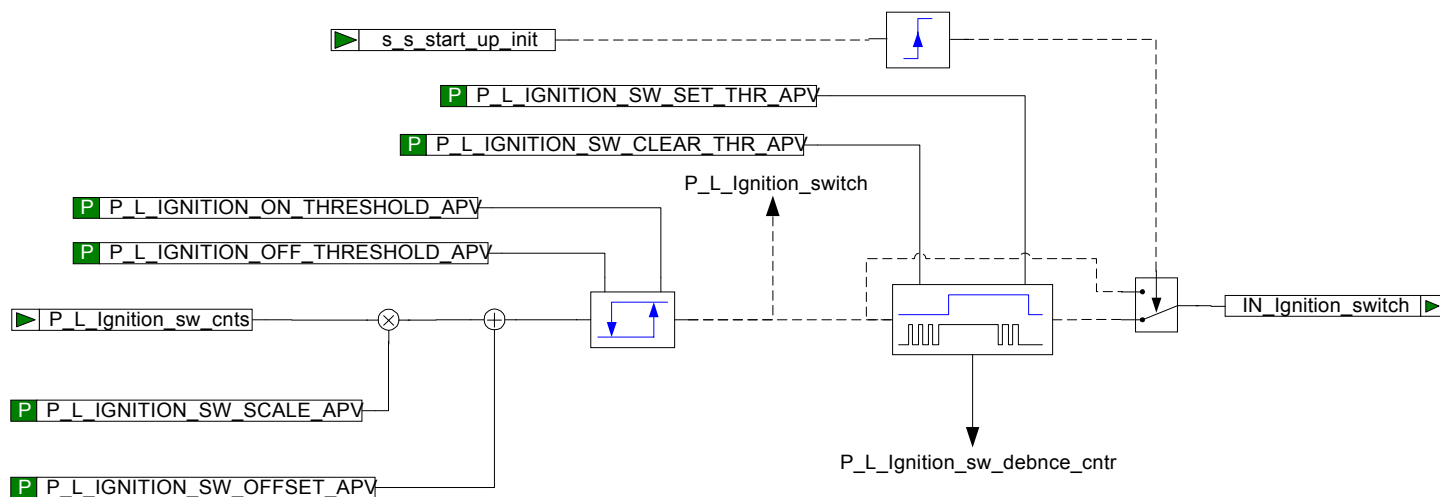 s_s_start_up_init
P P_L_IGNITION_SW_SET_THR_APV
P P_L_IGNITION_SW_CLEAR_THR_APV
P_L_Ignition_switch
P P_L_IGNITION_ON_THRESHOLD_APV
P P_L_IGNITION_OFF_THRESHOLD_APV
P_L_Ignition_sw_cnts
IN_Ignition_switch
P P_L_IGNITION_SW_SCALE_APV
P_L_Ignition_sw_debnce_cntr
P P_L_IGNITION_SW_OFFSET_APV